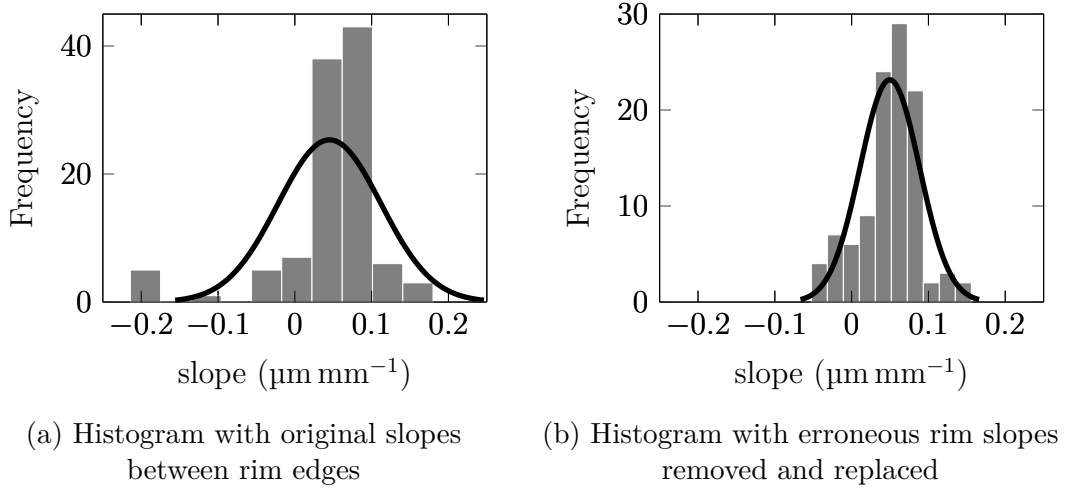 40
20
0
Frequency
−0.2 −0.1 0 0.1 0.2
slope (µm mm⁻¹)
(a) Histogram with original slopes
between rim edges
30
20
10
0
Frequency
−0.2 −0.1 0 0.1 0.2
slope (µm mm⁻¹)
(b) Histogram with erroneous rim slopes
removed and replaced